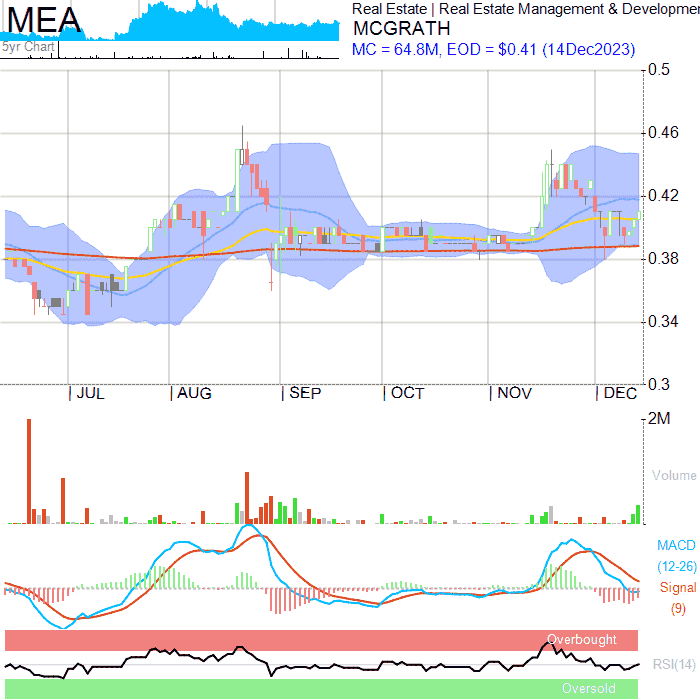 MEA
5yr Chart
Real Estate | Real Estate Management & Developmen
MCGRATH
MC = 64.8M, EOD = $0.41 (14Dec2023)
0.5
0.46
0.42
0.38
0.34
0.3
| JUL | AUG | SEP | OCT | NOV | DEC
2M
Volume
MACD
(12-26)
Signal
(9)
Overbought
RSI(14)
Oversold